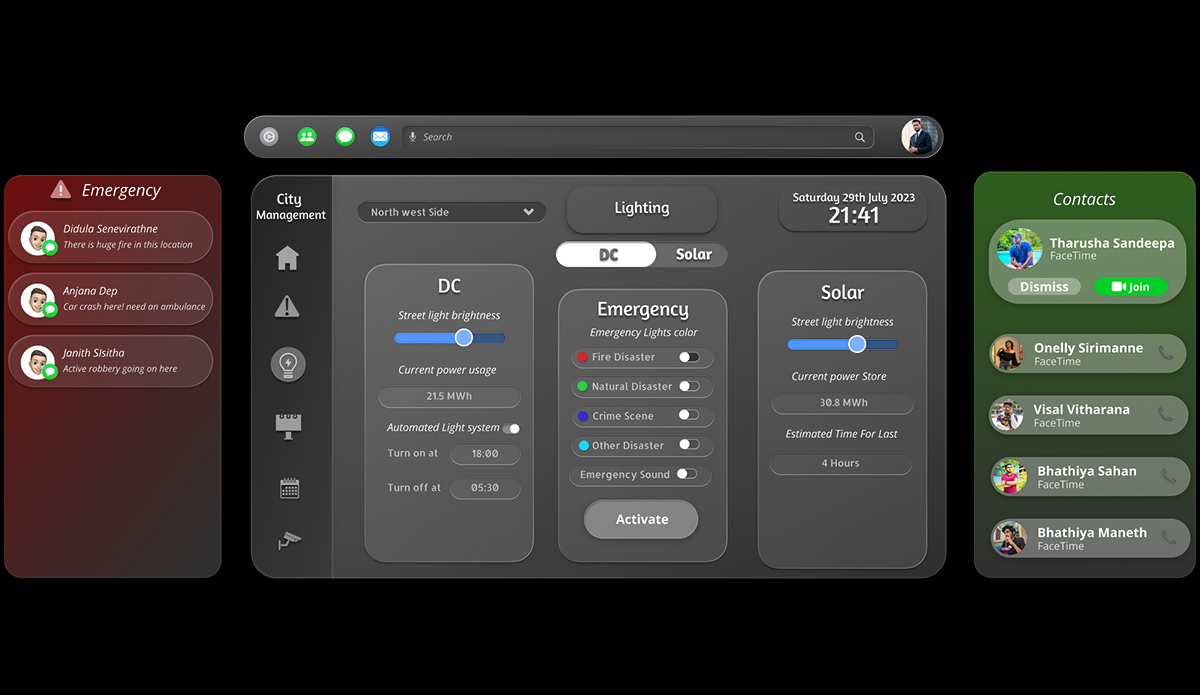 Search
Emergency
Didula Senevirathne
There is huge fire in this location
Anjana Dep
Car crash here! need an ambulance
Janith SIsitha
Active robbery going on here
City
Management
North west Side
Lighting
Saturday 29th July 2023
21:41
DC
Solar
DC
Street light brightness
Current power usage
21.5 MWh
Automated Light system
Turn on at
18:00
Turn off at
05:30
Emergency
Emergency Lights color
Fire Disaster
Natural Disaster
Crime Scene
Other Disaster
Emergency Sound
Activate
Solar
Street light brightness
Current power Store
30.8 MWh
Estimated Time For Last
4 Hours
Contacts
Tharusha Sandeepa
FaceTime
Dismiss
Join
Onelly Sirimanne
FaceTime
Visal Vitharana
FaceTime
Bhathiya Sahan
FaceTime
Bhathiya Maneth
FaceTime